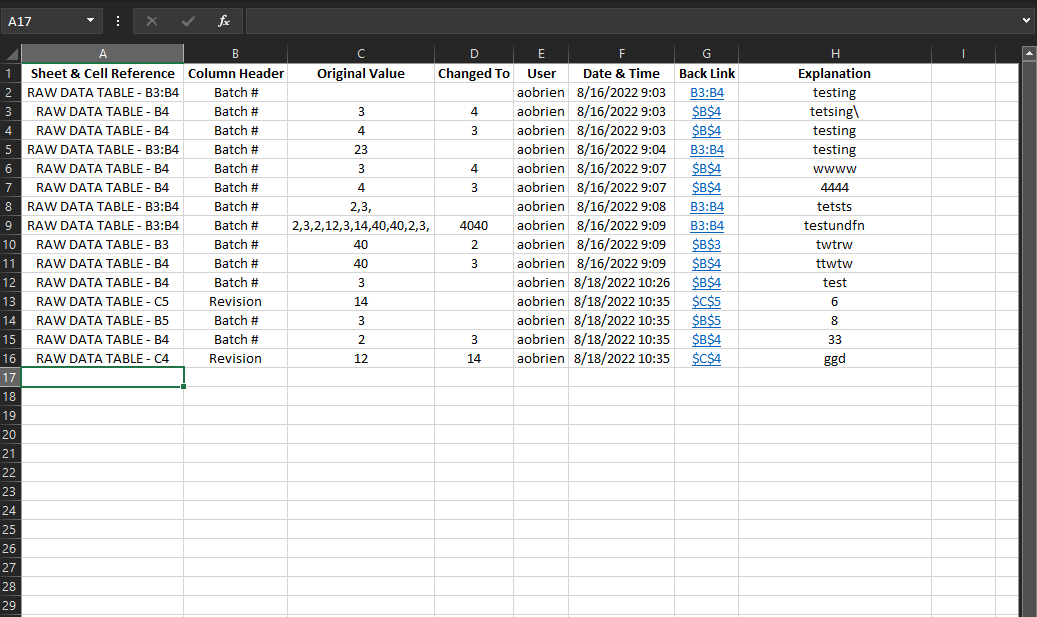 A17 fx
A B C D E F G H I
1 Sheet & Cell Reference Column Header Original Value Changed To User Date & Time Back Link Explanation
2 RAW DATA TABLE - B3:B4 Batch # aobrien 8/16/2022 9:03 B3:B4 testing
3 RAW DATA TABLE - B4 Batch # 3 4 aobrien 8/16/2022 9:03 $B$4 tetsing\
4 RAW DATA TABLE - B4 Batch # 4 3 aobrien 8/16/2022 9:03 $B$4 testing
5 RAW DATA TABLE - B3:B4 Batch # 23 aobrien 8/16/2022 9:04 B3:B4 testing
6 RAW DATA TABLE - B4 Batch # 3 4 aobrien 8/16/2022 9:07 $B$4 wwww
7 RAW DATA TABLE - B4 Batch # 4 3 aobrien 8/16/2022 9:07 $B$4 4444
8 RAW DATA TABLE - B3:B4 Batch # 2,3, aobrien 8/16/2022 9:08 B3:B4 tetsts
9 RAW DATA TABLE - B3:B4 Batch # 2,3,2,12,3,14,40,40,2,3, 4040 aobrien 8/16/2022 9:09 B3:B4 testundfn
10 RAW DATA TABLE - B3 Batch # 40 2 aobrien 8/16/2022 9:09 $B$3 twtrw
11 RAW DATA TABLE - B4 Batch # 40 3 aobrien 8/16/2022 9:09 $B$4 ttwtw
12 RAW DATA TABLE - B4 Batch # 3 aobrien 8/18/2022 10:26 $B$4 test
13 RAW DATA TABLE - C5 Revision 14 aobrien 8/18/2022 10:35 $C$5 6
14 RAW DATA TABLE - B5 Batch # 3 aobrien 8/18/2022 10:35 $B$5 8
15 RAW DATA TABLE - B4 Batch # 2 3 aobrien 8/18/2022 10:35 $B$4 33
16 RAW DATA TABLE - C4 Revision 12 14 aobrien 8/18/2022 10:35 $C$4 ggd
17
18
19
20
21
22
23
24
25
26
27
28
29